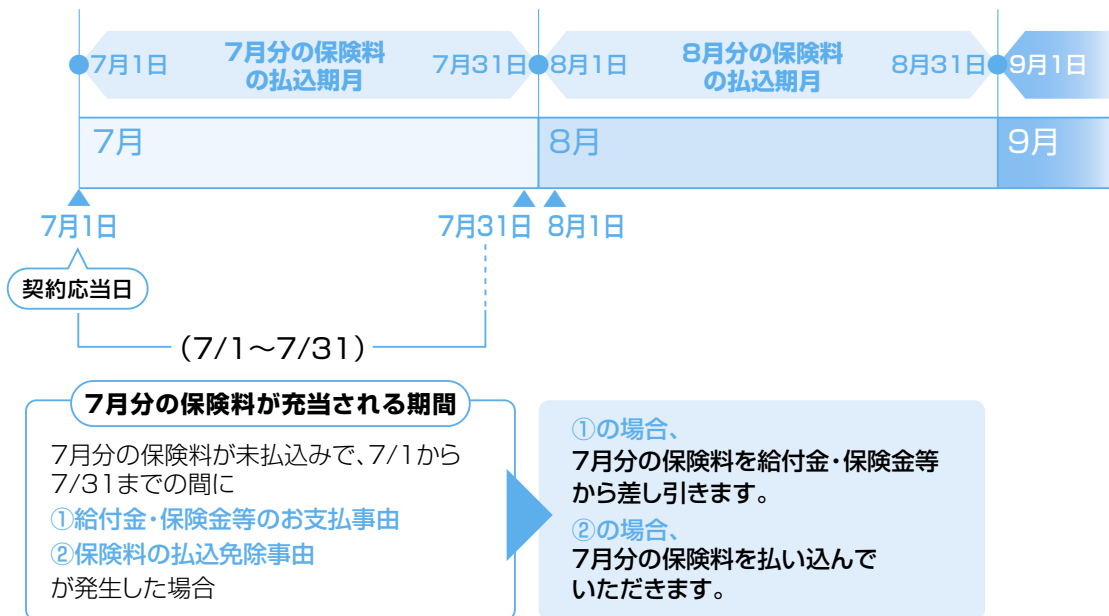 7月1日
7月分の保険料
の払込期月
7月31日
8月1日
8月分の保険料
の払込期月
8月31日
9月1日
7月
8月
9月
7月1日
7月31日
8月1日
契約応当日
(7/1〜7/31)
7月分の保険料が充当される期間
7月分の保険料が未払込みで、7/1から
7/31までの間に
①給付金・保険金等のお支払事由
②保険料の払込免除事由
が発生した場合
①の場合、
7月分の保険料を給付金・保険金等
から差し引きます。
②の場合、
7月分の保険料を払い込んで
いただきます。